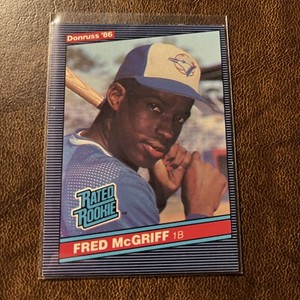 Donruss '86
RATED
ROOKIE
FRED McGRIFF 1B